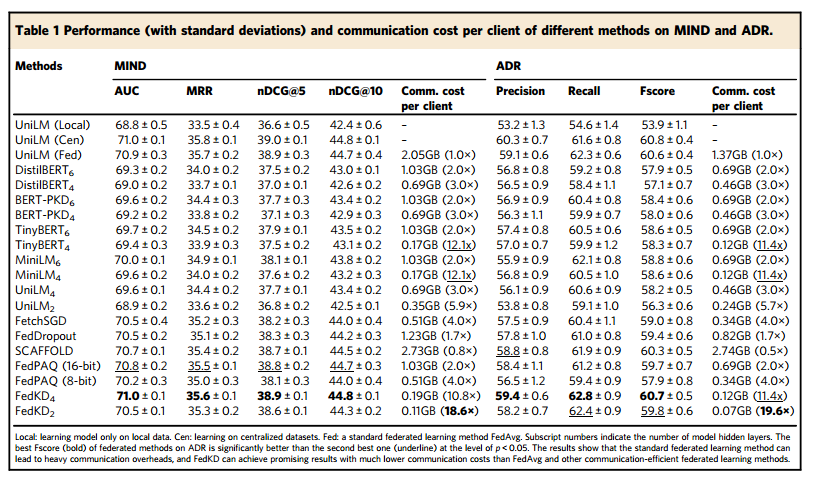 Table 1 Performance (with standard deviations) and communication cost per client of different methods on MIND and ADR.
Methods MIND ADR
AUC MRR nDCG@5 nDCG@10 Comm. cost per client Precision Recall Fscore Comm. cost per client
UniLM (Local) 68.8 ± 0.5 33.5 ± 0.4 36.6 ± 0.5 42.4 ± 0.6 – 53.2 ± 1.3 54.6 ± 1.4 53.9 ± 1.1 –
UniLM (Cen) 71.0 ± 0.1 35.8 ± 0.1 39.0 ± 0.1 44.8 ± 0.1 – 60.3 ± 0.7 61.6 ± 0.8 60.8 ± 0.4 –
UniLM (Fed) 70.9 ± 0.3 35.7 ± 0.2 38.9 ± 0.3 44.7 ± 0.4 2.05GB (1.0×) 59.1 ± 0.6 62.3 ± 0.6 60.6 ± 0.4 1.37GB (1.0×)
DistilBERT₆ 69.3 ± 0.2 34.0 ± 0.2 37.5 ± 0.2 43.0 ± 0.1 1.03GB (2.0×) 56.8 ± 0.8 59.2 ± 0.8 57.9 ± 0.5 0.69GB (2.0×)
DistilBERT₄ 69.0 ± 0.2 33.7 ± 0.1 37.0 ± 0.1 42.6 ± 0.2 0.69GB (3.0×) 56.5 ± 0.9 58.4 ± 1.1 57.1 ± 0.7 0.46GB (3.0×)
BERT-PKD₆ 69.6 ± 0.2 34.4 ± 0.3 37.7 ± 0.2 43.4 ± 0.2 1.03GB (2.0×) 56.9 ± 0.9 60.4 ± 0.8 58.4 ± 0.6 0.69GB (2.0×)
BERT-PKD₄ 69.2 ± 0.2 33.8 ± 0.2 37.1 ± 0.3 42.9 ± 0.3 0.69GB (3.0×) 56.3 ± 1.1 59.9 ± 0.7 58.0 ± 0.6 0.46GB (3.0×)
TinyBERT₆ 69.7 ± 0.2 34.5 ± 0.2 37.9 ± 0.1 43.5 ± 0.2 1.03GB (2.0×) 57.4 ± 0.8 60.5 ± 0.6 58.6 ± 0.5 0.69GB (2.0×)
TinyBERT₄ 69.4 ± 0.3 33.9 ± 0.3 37.5 ± 0.2 43.1 ± 0.2 0.17GB (12.1x) 57.0 ± 0.7 59.9 ± 1.2 58.3 ± 0.7 0.12GB (11.4x)
MiniLM₆ 70.0 ± 0.1 34.9 ± 0.1 38.1 ± 0.1 43.8 ± 0.2 1.03GB (2.0×) 55.9 ± 0.9 62.1 ± 0.8 58.8 ± 0.6 0.69GB (2.0×)
MiniLM₄ 69.6 ± 0.2 34.0 ± 0.2 37.6 ± 0.2 43.2 ± 0.3 0.17GB (12.1x) 56.8 ± 0.9 60.5 ± 1.0 58.6 ± 0.6 0.12GB (11.4x)
UniLM₄ 69.6 ± 0.1 34.4 ± 0.2 37.7 ± 0.1 43.4 ± 0.2 0.69GB (3.0×) 56.1 ± 0.9 60.6 ± 0.9 58.2 ± 0.5 0.46GB (3.0×)
UniLM₂ 68.9 ± 0.2 33.6 ± 0.2 36.8 ± 0.2 42.5 ± 0.1 0.35GB (5.9×) 53.8 ± 0.8 59.1 ± 1.0 56.3 ± 0.6 0.24GB (5.7×)
FetchSGD 70.5 ± 0.4 35.2 ± 0.3 38.2 ± 0.3 44.0 ± 0.4 0.51GB (4.0×) 57.5 ± 0.9 60.4 ± 1.1 59.0 ± 0.8 0.34GB (4.0×)
FedDropout 70.5 ± 0.2 35.1 ± 0.2 38.3 ± 0.3 44.2 ± 0.3 1.23GB (1.7×) 57.8 ± 1.0 61.0 ± 0.8 59.4 ± 0.6 0.82GB (1.7×)
SCAFFOLD 70.7 ± 0.1 35.4 ± 0.2 38.7 ± 0.1 44.5 ± 0.2 2.73GB (0.8×) 58.8 ± 0.8 61.9 ± 0.9 60.3 ± 0.5 2.74GB (0.5×)
FedPAQ (16-bit) 70.8 ± 0.2 35.5 ± 0.1 38.8 ± 0.2 44.7 ± 0.3 1.03GB (2.0×) 58.4 ± 1.1 61.2 ± 0.8 59.7 ± 0.7 0.69GB (2.0×)
FedPAQ (8-bit) 70.2 ± 0.3 35.0 ± 0.3 38.1 ± 0.3 44.0 ± 0.4 0.51GB (4.0×) 56.5 ± 1.2 59.4 ± 0.9 57.9 ± 0.8 0.34GB (4.0×)
FedKD₄ 71.0 ± 0.1 35.6 ± 0.1 38.9 ± 0.1 44.8 ± 0.1 0.19GB (10.8×) 59.4 ± 0.6 62.8 ± 0.9 60.7 ± 0.5 0.12GB (11.4x)
FedKD₂ 70.5 ± 0.1 35.3 ± 0.2 38.6 ± 0.1 44.3 ± 0.2 0.11GB (18.6×) 58.2 ± 0.7 62.4 ± 0.9 59.8 ± 0.6 0.07GB (19.6×)
Local: learning model only on local data. Cen: learning on centralized datasets. Fed: a standard federated learning method FedAvg. Subscript numbers indicate the number of model hidden layers. The
best Fscore (bold) of federated methods on ADR is significantly better than the second best one (underline) at the level of p < 0.05. The results show that the standard federated learning method can
lead to heavy communication overheads, and FedKD can achieve promising results with much lower communication costs than FedAvg and other communication-efficient federated learning methods.